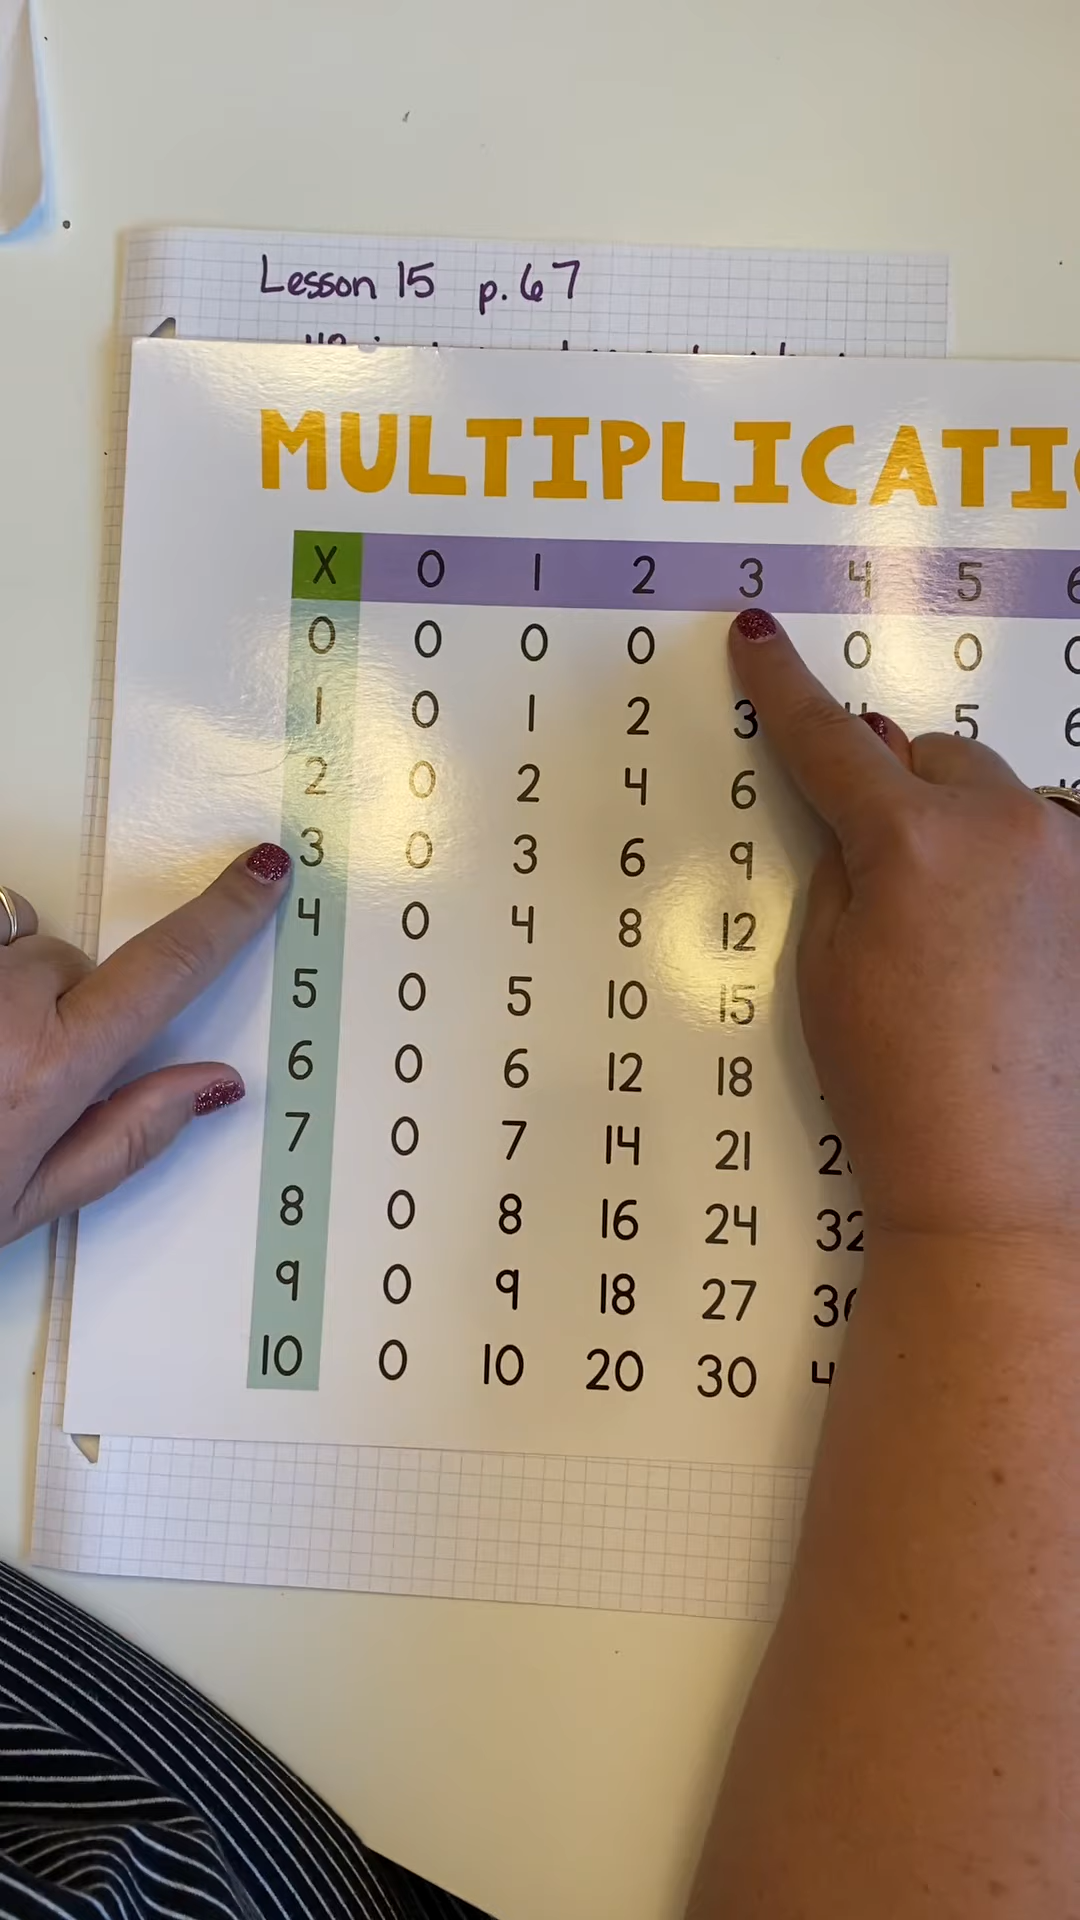 Lesson 15 p.67
MULTIPLICATI
X 0 1 2 3 4 5 6
0 0 0 0 0 0
1 0 1 2 3 5 6
2 0 2 4 6
3 0 3 6 9
4 0 4 8 12
5 0 5 10 15
6 0 6 12 18
7 0 7 14 21
8 0 8 16 24 32
9 0 9 18 27
10 0 10 20 30